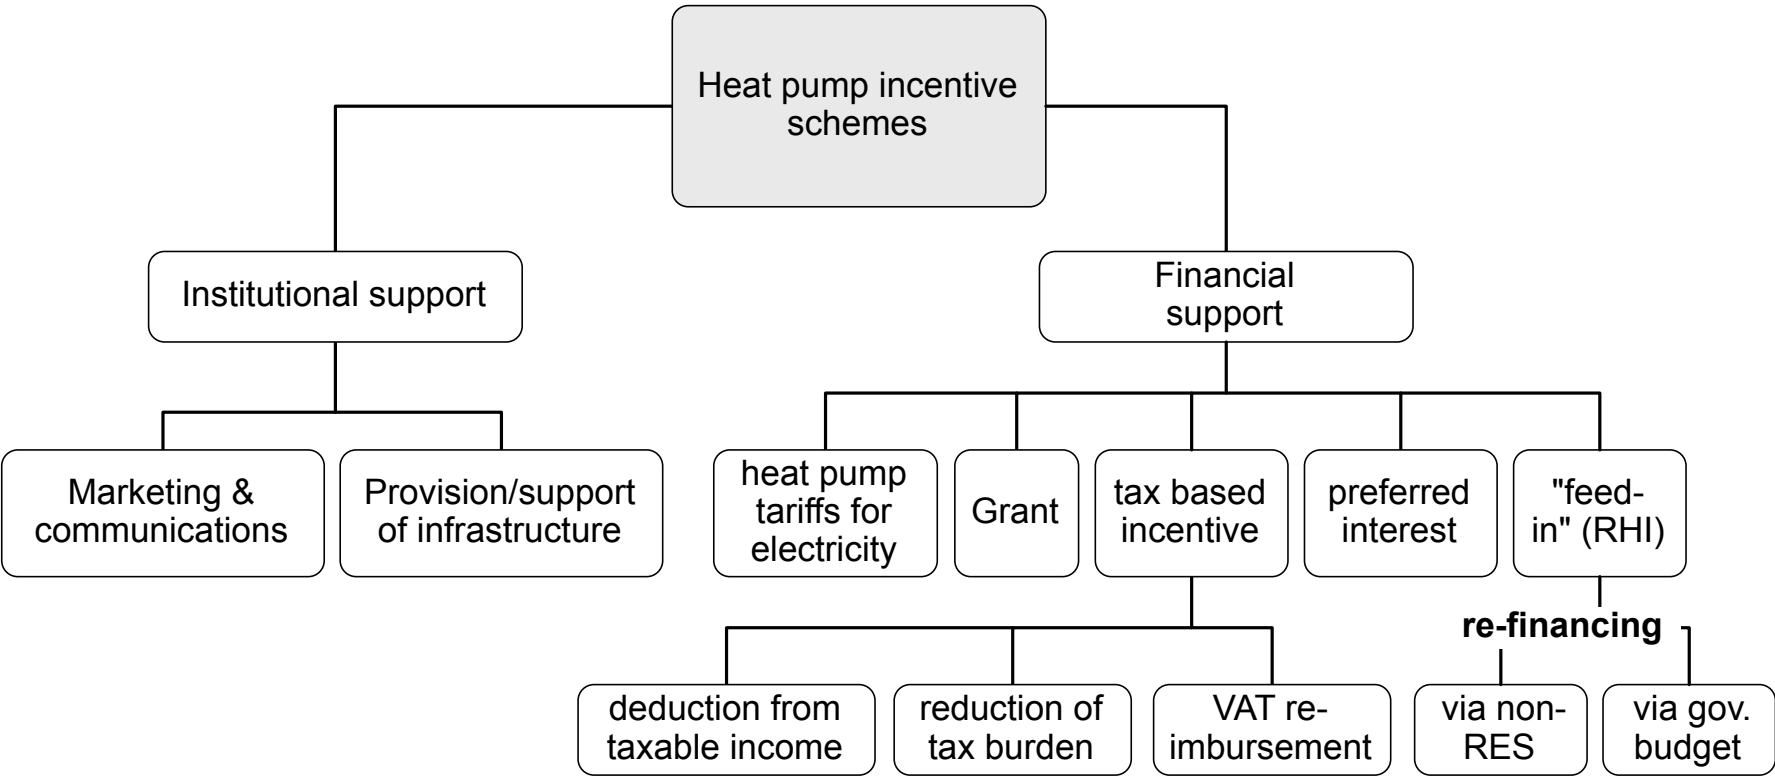 Heat pump incentive
schemes
Institutional support
Financial
support
Marketing &
communications
Provision/support
of infrastructure
heat pump
tariffs for
electricity
Grant
tax based
incentive
preferred
interest
"feed-
in" (RHI)
re-financing
deduction from
taxable income
reduction of
tax burden
VAT re-
imbursement
via non-
RES
via gov.
budget